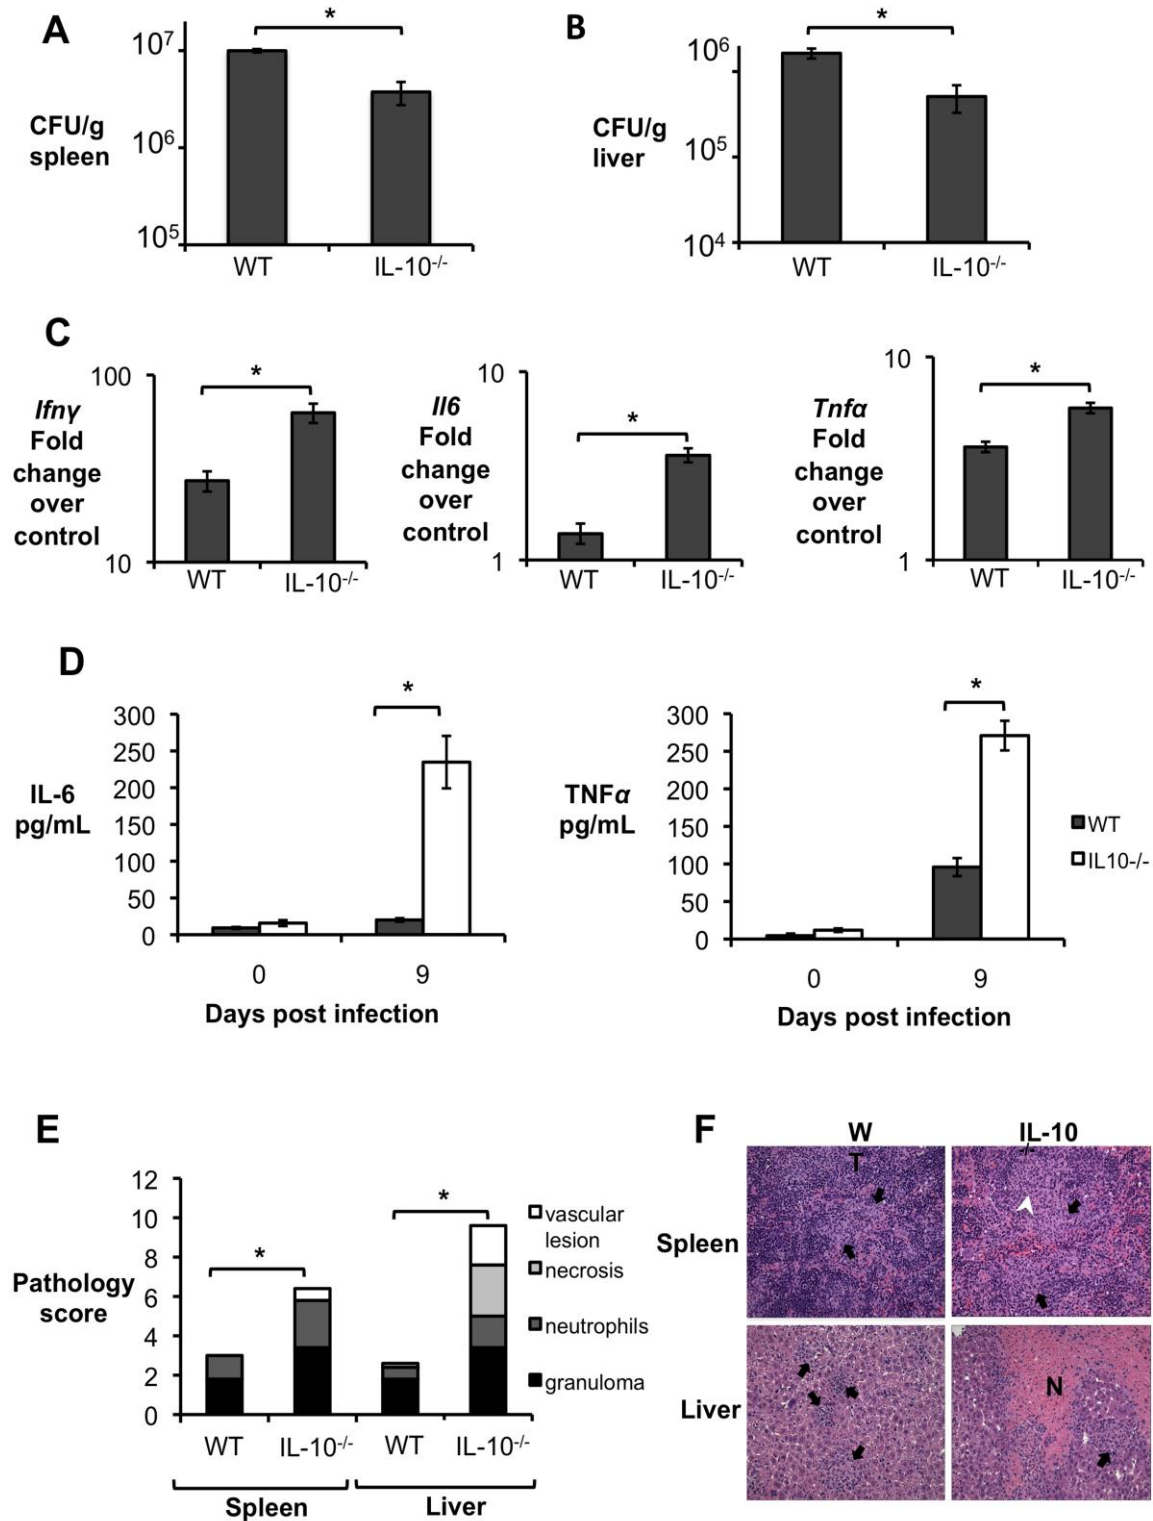 A
*
10⁷
CFU/g
spleen
10⁶
10⁵
WT
IL-10⁻/⁻
B
*
10⁶
CFU/g
liver
10⁵
10⁴
WT
IL-10⁻/⁻
C
100
*
Ifnγ
Fold
change
over
control
10
WT
IL-10⁻/⁻
10
*
Il6
Fold
change
over
control
1
WT
IL-10⁻/⁻
10
*
Tnfα
Fold
change
over
control
1
WT
IL-10⁻/⁻
D
*
300
250
200
150
100
50
0
IL-6
pg/mL
0
9
Days post infection
*
300
250
200
150
100
50
0
TNFα
pg/mL
0
9
Days post infection
WT
IL10-/-
E
12
10
8
6
4
2
0
Pathology
score
*
*
vascular
lesion
necrosis
neutrophils
granuloma
WT
IL-10⁻/⁻
WT
IL-10⁻/⁻
Spleen
Liver
F
W
T
IL-10
-/-
Spleen
Liver
N